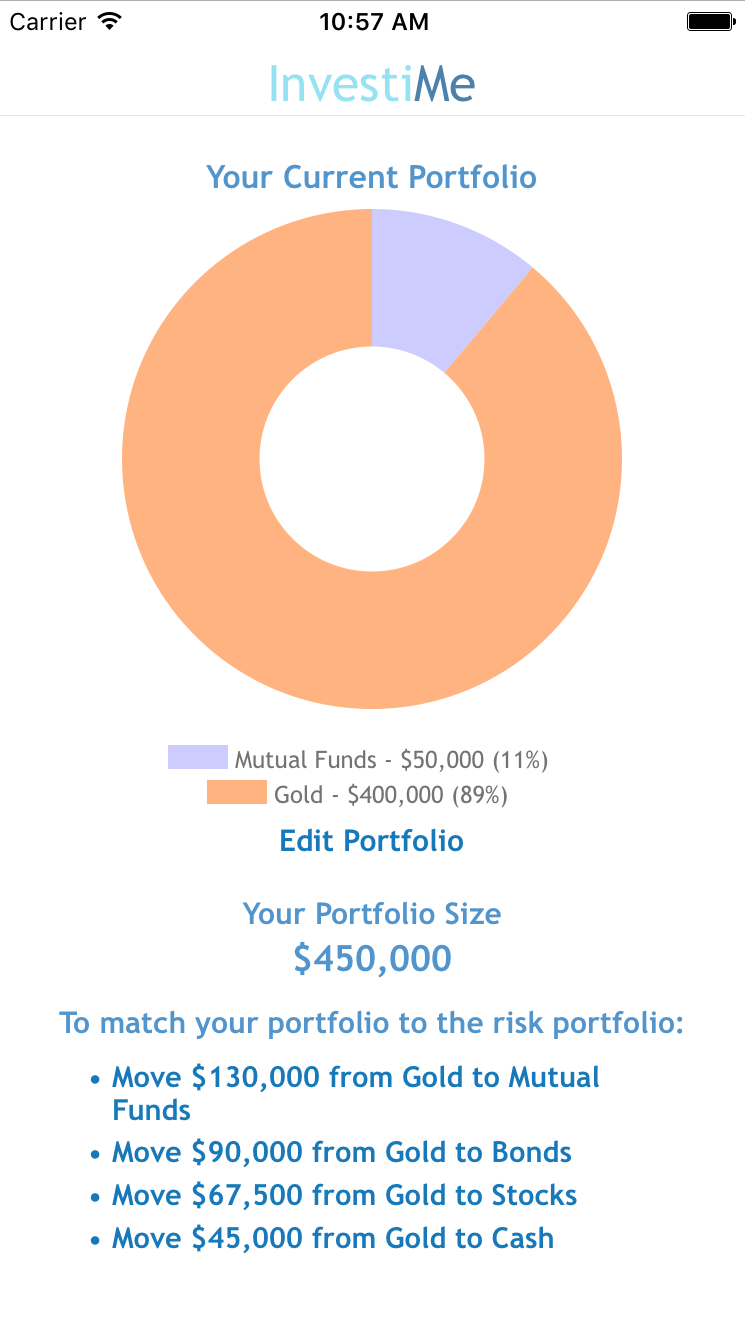 Carrier 10:57 AM
InvestiMe
Your Current Portfolio
Mutual Funds - $50,000 (11%)
Gold - $400,000 (89%)
Edit Portfolio
Your Portfolio Size
$450,000
To match your portfolio to the risk portfolio:
• Move $130,000 from Gold to Mutual
Funds
• Move $90,000 from Gold to Bonds
• Move $67,500 from Gold to Stocks
• Move $45,000 from Gold to Cash